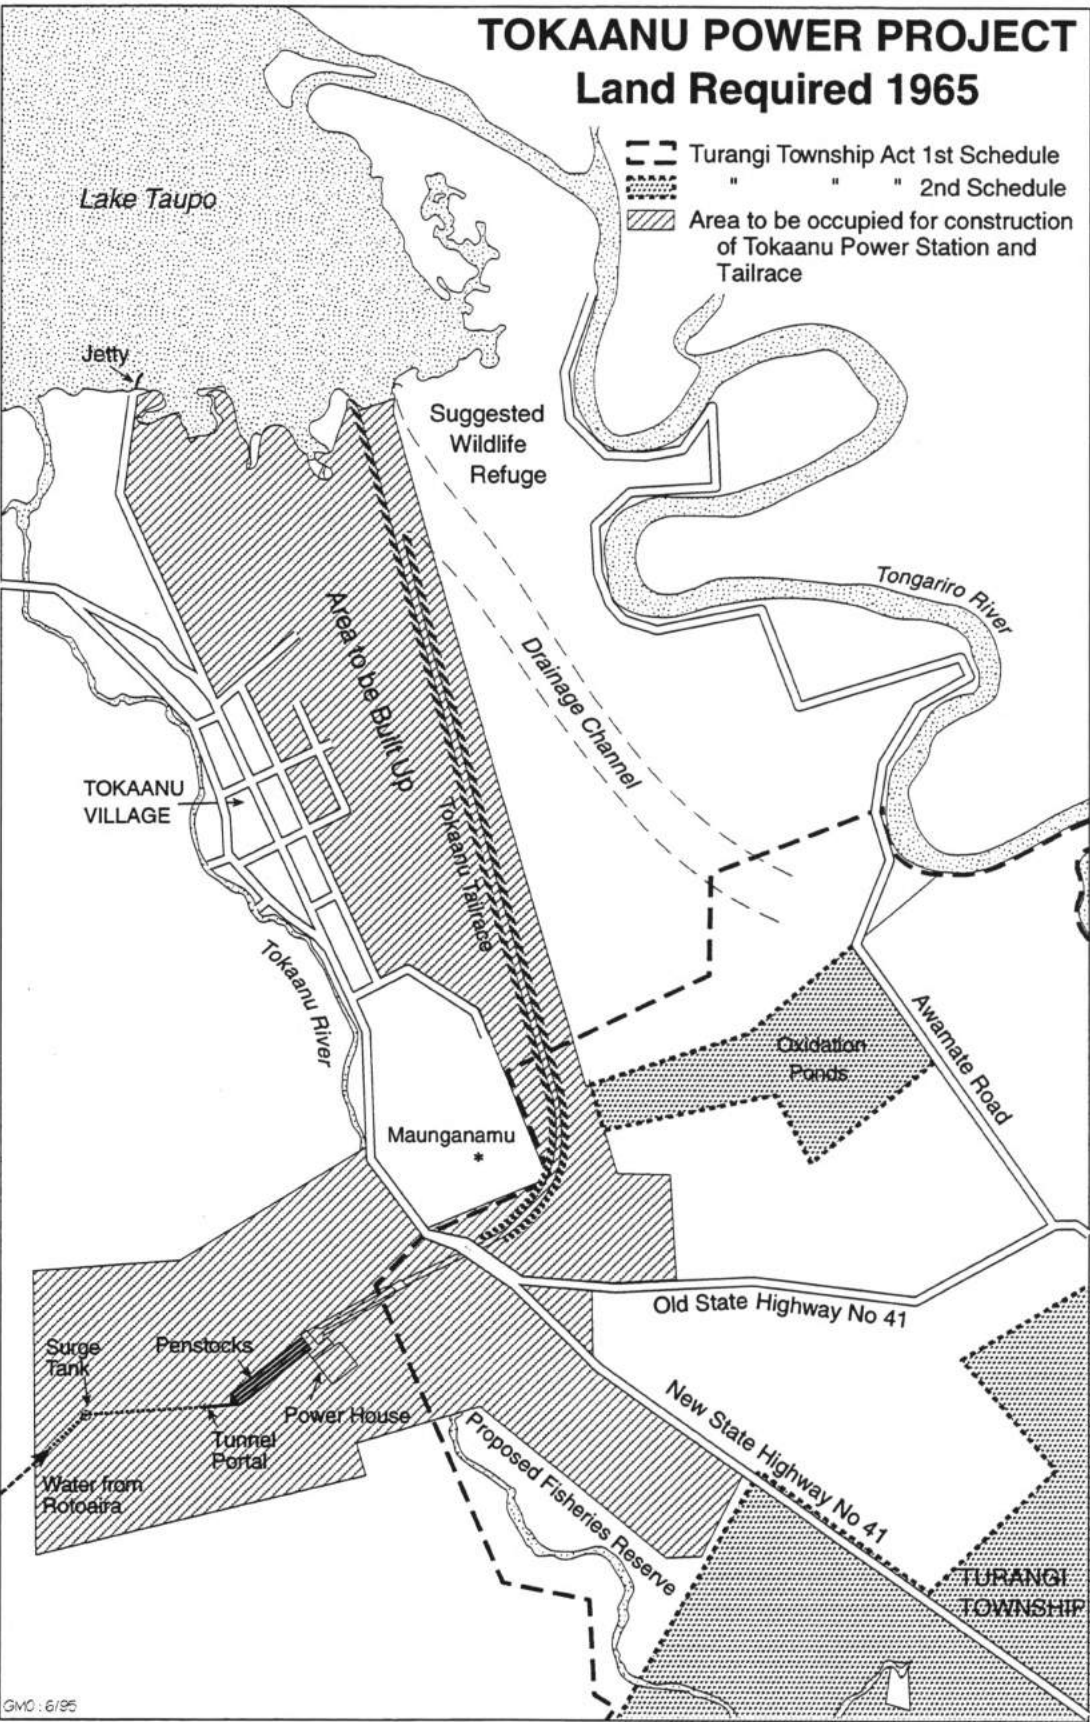 TOKAANU POWER PROJECT
Land Required 1965
Turangi Township Act 1st Schedule
" " " 2nd Schedule
Area to be occupied for construction
of Tokaanu Power Station and
Tailrace
Lake Taupo
Jetty
Suggested
Wildlife
Refuge
Tongariro River
Area to be Built Up
Drainage Channel
TOKAANU
VILLAGE
Tokaanu Tailrace
Tokaanu River
Awamate Road
Oxidation
Ponds
Maunganamu
*
Old State Highway No 41
Surge
Tank
Penstocks
Power House
Tunnel
Portal
Water from
Rotoaira
New State Highway No 41
Proposed Fisheries Reserve
TURANGI
TOWNSHIP
GMO : 6/95